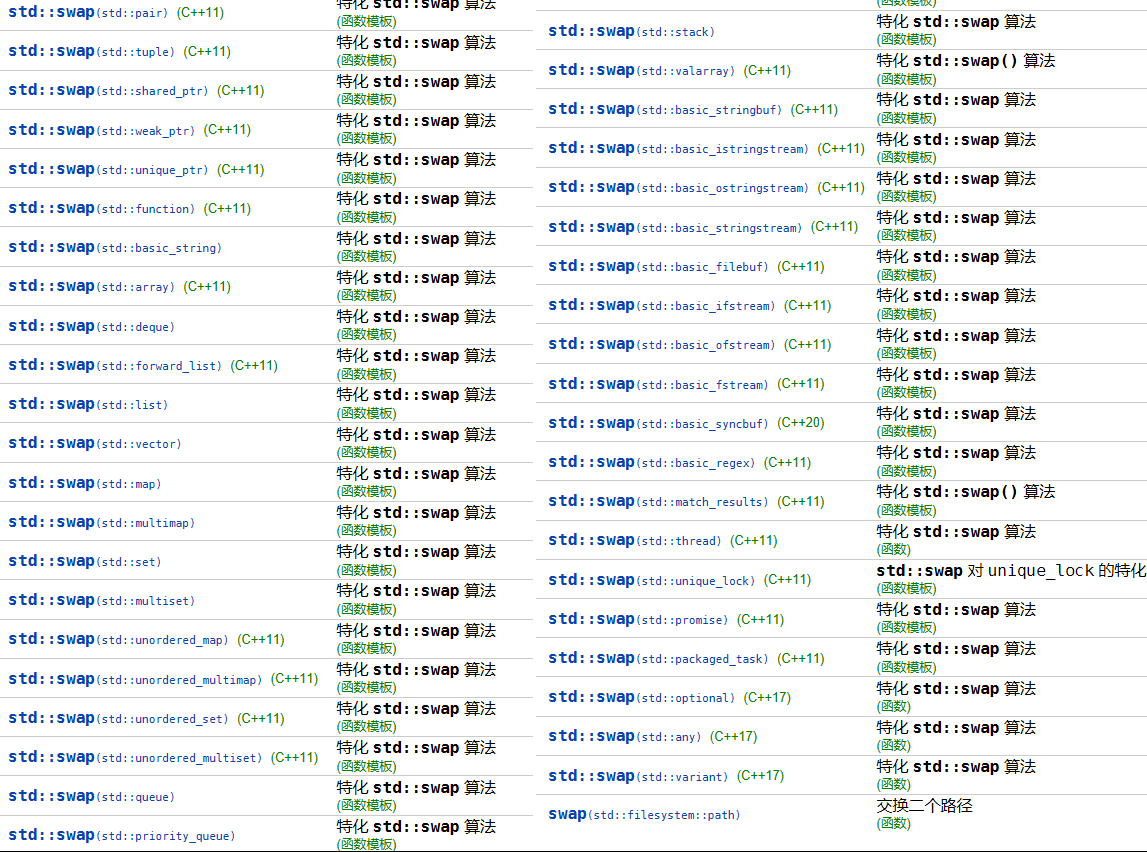 std::swap(std::pair) (C++11)
特化 std::swap 算法
(函数模板)
std::swap(std::tuple) (C++11)
特化 std::swap 算法
(函数模板)
std::swap(std::shared_ptr) (C++11)
特化 std::swap 算法
(函数模板)
std::swap(std::weak_ptr) (C++11)
特化 std::swap 算法
(函数模板)
std::swap(std::unique_ptr) (C++11)
特化 std::swap 算法
(函数模板)
std::swap(std::function) (C++11)
特化 std::swap 算法
(函数模板)
std::swap(std::basic_string)
特化 std::swap 算法
(函数模板)
std::swap(std::array) (C++11)
特化 std::swap 算法
(函数模板)
std::swap(std::deque)
特化 std::swap 算法
(函数模板)
std::swap(std::forward_list) (C++11)
特化 std::swap 算法
(函数模板)
std::swap(std::list)
特化 std::swap 算法
(函数模板)
std::swap(std::vector)
特化 std::swap 算法
(函数模板)
std::swap(std::map)
特化 std::swap 算法
(函数模板)
std::swap(std::multimap)
特化 std::swap 算法
(函数模板)
std::swap(std::set)
特化 std::swap 算法
(函数模板)
std::swap(std::multiset)
特化 std::swap 算法
(函数模板)
std::swap(std::unordered_map) (C++11)
特化 std::swap 算法
(函数模板)
std::swap(std::unordered_multimap) (C++11)
特化 std::swap 算法
(函数模板)
std::swap(std::unordered_set) (C++11)
特化 std::swap 算法
(函数模板)
std::swap(std::unordered_multiset) (C++11)
特化 std::swap 算法
(函数模板)
std::swap(std::queue)
特化 std::swap 算法
(函数模板)
std::swap(std::priority_queue)
特化 std::swap 算法
(函数模板)
(函数模板)
std::swap(std::stack)
特化 std::swap 算法
(函数模板)
std::swap(std::valarray) (C++11)
特化 std::swap() 算法
(函数模板)
std::swap(std::basic_stringbuf) (C++11)
特化 std::swap 算法
(函数模板)
std::swap(std::basic_istringstream) (C++11)
特化 std::swap 算法
(函数模板)
std::swap(std::basic_ostringstream) (C++11)
特化 std::swap 算法
(函数模板)
std::swap(std::basic_stringstream) (C++11)
特化 std::swap 算法
(函数模板)
std::swap(std::basic_filebuf) (C++11)
特化 std::swap 算法
(函数模板)
std::swap(std::basic_ifstream) (C++11)
特化 std::swap 算法
(函数模板)
std::swap(std::basic_ofstream) (C++11)
特化 std::swap 算法
(函数模板)
std::swap(std::basic_fstream) (C++11)
特化 std::swap 算法
(函数模板)
std::swap(std::basic_syncbuf) (C++20)
特化 std::swap 算法
(函数模板)
std::swap(std::basic_regex) (C++11)
特化 std::swap 算法
(函数模板)
std::swap(std::match_results) (C++11)
特化 std::swap() 算法
(函数模板)
std::swap(std::thread) (C++11)
特化 std::swap 算法
(函数)
std::swap(std::unique_lock) (C++11)
std::swap 对 unique_lock 的特化
(函数模板)
std::swap(std::promise) (C++11)
特化 std::swap 算法
(函数模板)
std::swap(std::packaged_task) (C++11)
特化 std::swap 算法
(函数模板)
std::swap(std::optional) (C++17)
特化 std::swap 算法
(函数)
std::swap(std::any) (C++17)
特化 std::swap 算法
(函数)
std::swap(std::variant) (C++17)
特化 std::swap 算法
(函数)
swap(std::filesystem::path)
交换二个路径
(函数)